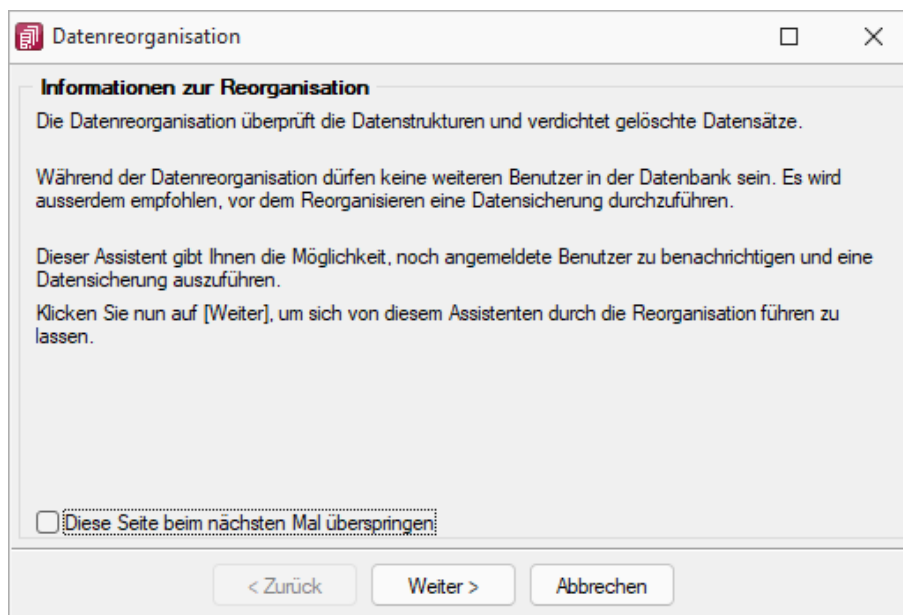 Datenreorganisation
Informationen zur Reorganisation
Die Datenreorganisation überprüft die Datenstrukturen und verdichtet gelöschte Datensätze.
Während der Datenreorganisation dürfen keine weiteren Benutzer in der Datenbank sein. Es wird
ausserdem empfohlen, vor dem Reorganisieren eine Datensicherung durchzuführen.
Dieser Assistent gibt Ihnen die Möglichkeit, noch angemeldete Benutzer zu benachrichtigen und eine
Datensicherung auszuführen.
Klicken Sie nun auf [Weiter], um sich von diesem Assistenten durch die Reorganisation führen zu
lassen.
Diese Seite beim nächsten Mal überspringen
< Zurück Weiter > Abbrechen